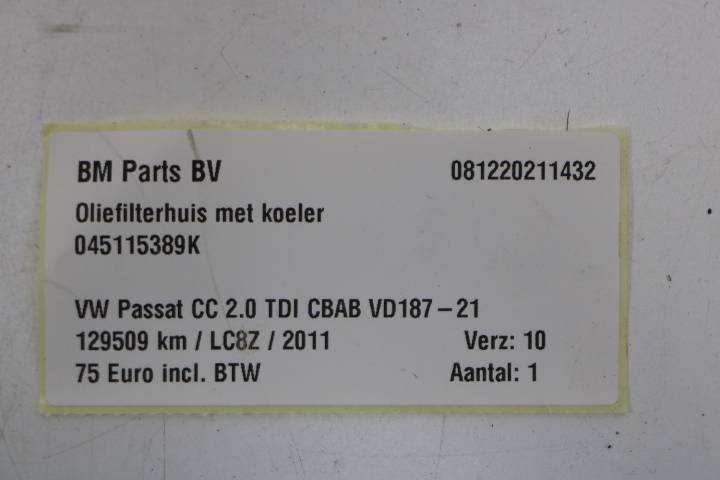 BM Parts BV 081220211432
Oliefilterhuis met koeler
045115389K
VW Passat CC 2.0 TDI CBAB VD187-21
129509 km / LC8Z / 2011 Verz: 10
75 Euro incl. BTW Aantal: 1